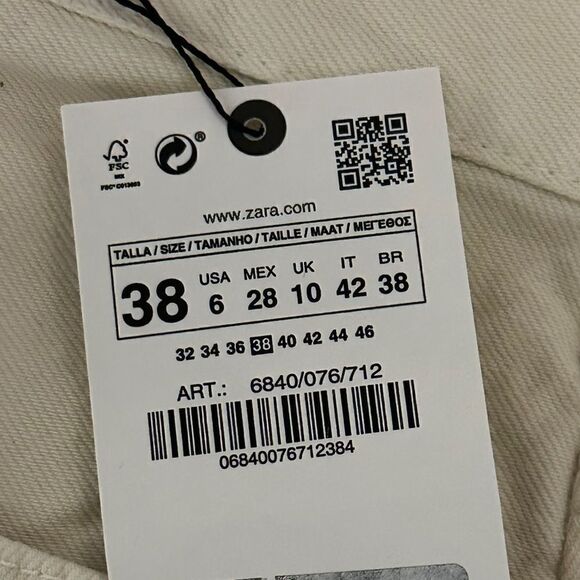 FSC
MIX
FSC® C013693
®
www.zara.com
TALLA / SIZE / TAMANHO / TAILLE / MAAT / ΜΕΓΕΘΟΣ
38 USA 6 MEX 28 UK 10 IT 42 BR 38
32 34 36 38 40 42 44 46
ART.: 6840/076/712
06840076712384